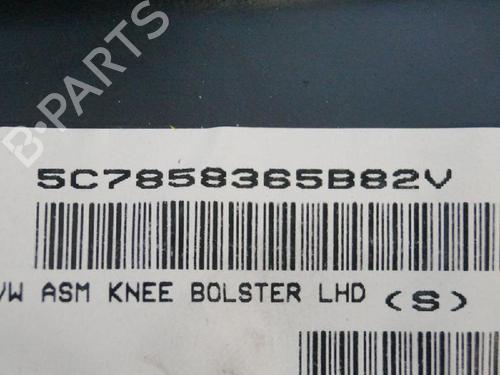 B-PARTS
5C7858365B82V
VW ASM KNEE BOLSTER LHD (S)